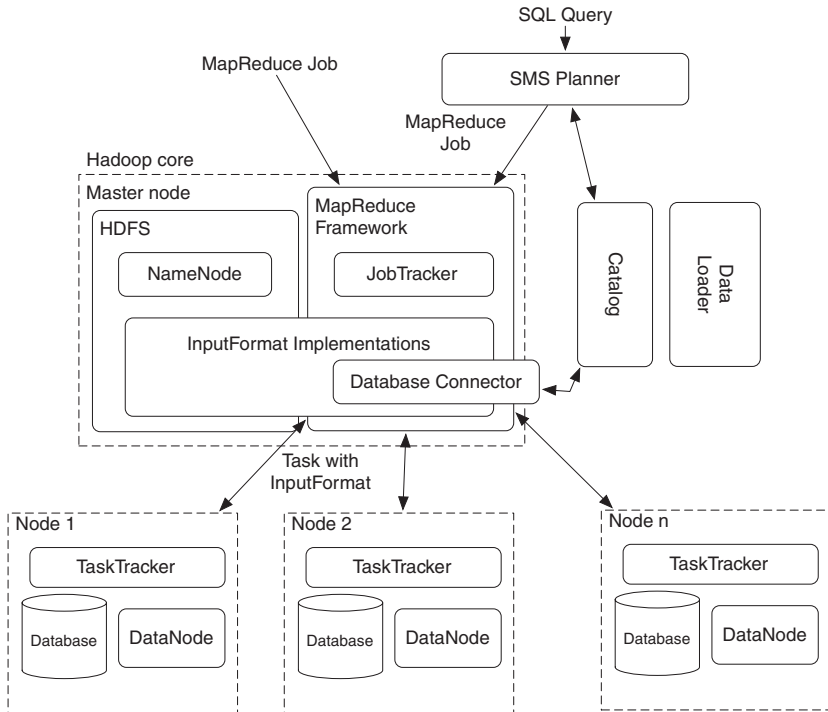 SQL Query
SMS Planner
MapReduce Job
MapReduce
Job
Hadoop core
Master node
HDFS
NameNode
MapReduce
Framework
JobTracker
InputFormat Implementations
Database Connector
Catalog
Data
Loader
Task with
InputFormat
Node 1
TaskTracker
Database
DataNode
Node 2
TaskTracker
Database
DataNode
Node n
TaskTracker
Database
DataNode